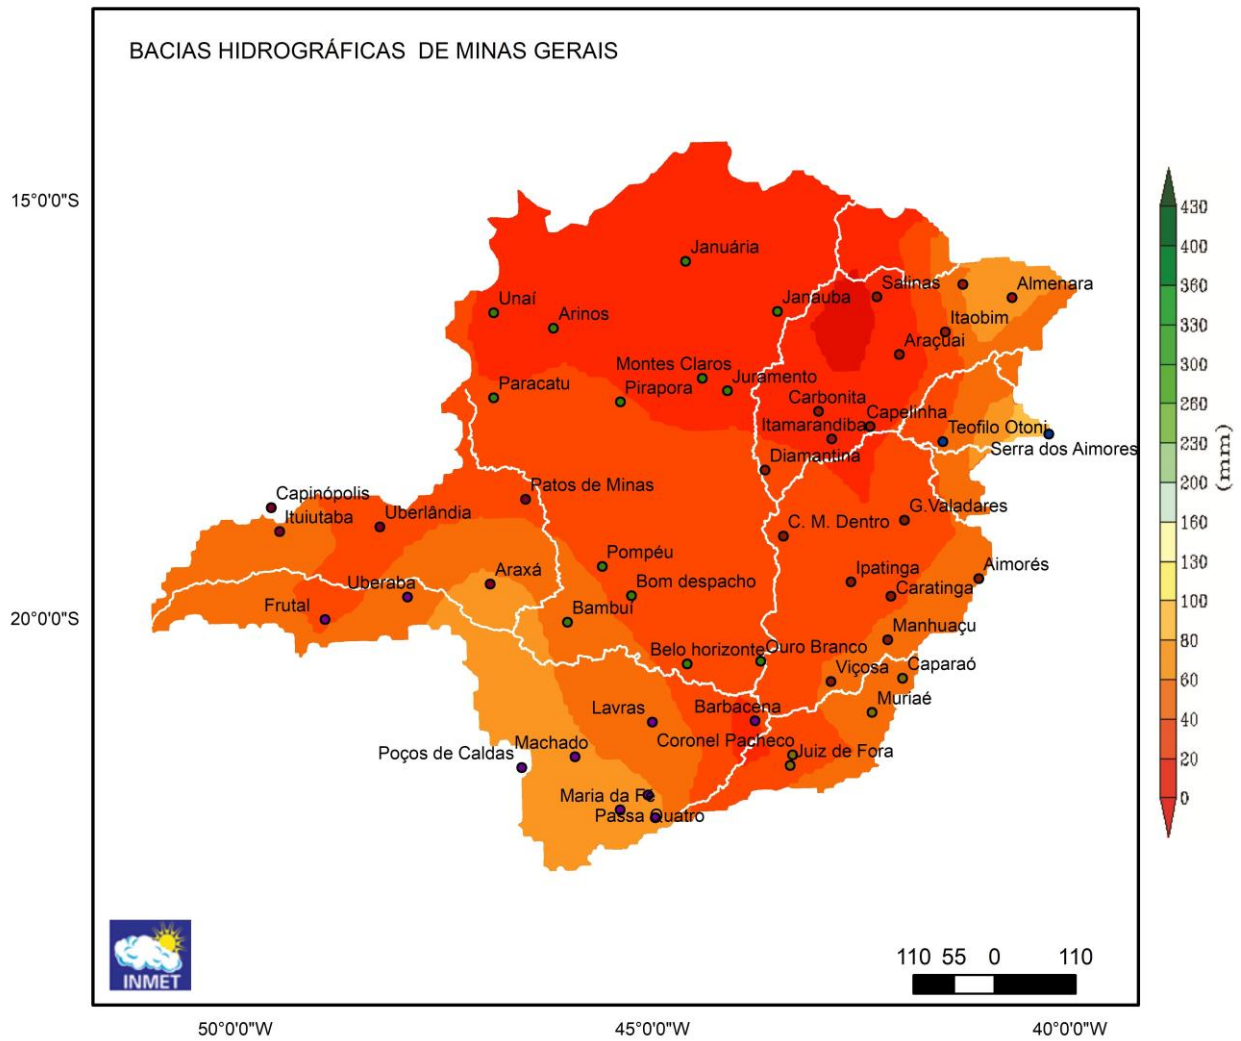 BACIAS HIDROGRÁFICAS DE MINAS GERAIS
15°0'0"S
430
400
360
330
300
260
230
200
160
130
100
80
60
40
20
0
(mm)
Januária
Unaí
Arinos
Janauba
Salinas
Almenara
Itaobim
Araçuai
Montes Claros
Juramento
Paracatu
Pirapora
Carbonita
Capelinha
Itamarandiba
Teofilo Otoni
Serra dos Aimores
Diamantina
Patos de Minas
Capinópolis
Ituiutaba
Uberlândia
C. M. Dentro
G.Valadares
Pompéu
Araxá
Uberaba
Bom despacho
Ipatinga
Aimorés
Caratinga
Frutal
Bambuí
20°0'0"S
Manhuaçu
Belo horizonte
Ouro Branco
Viçosa
Caparaó
Muriaé
Lavras
Barbacena
Coronel Pacheco
Machado
Poços de Caldas
Juiz de Fora
Maria da Fé
Passa Quatro
INMET
110 55 0 110
50°0'0"W
45°0'0"W
40°0'0"W